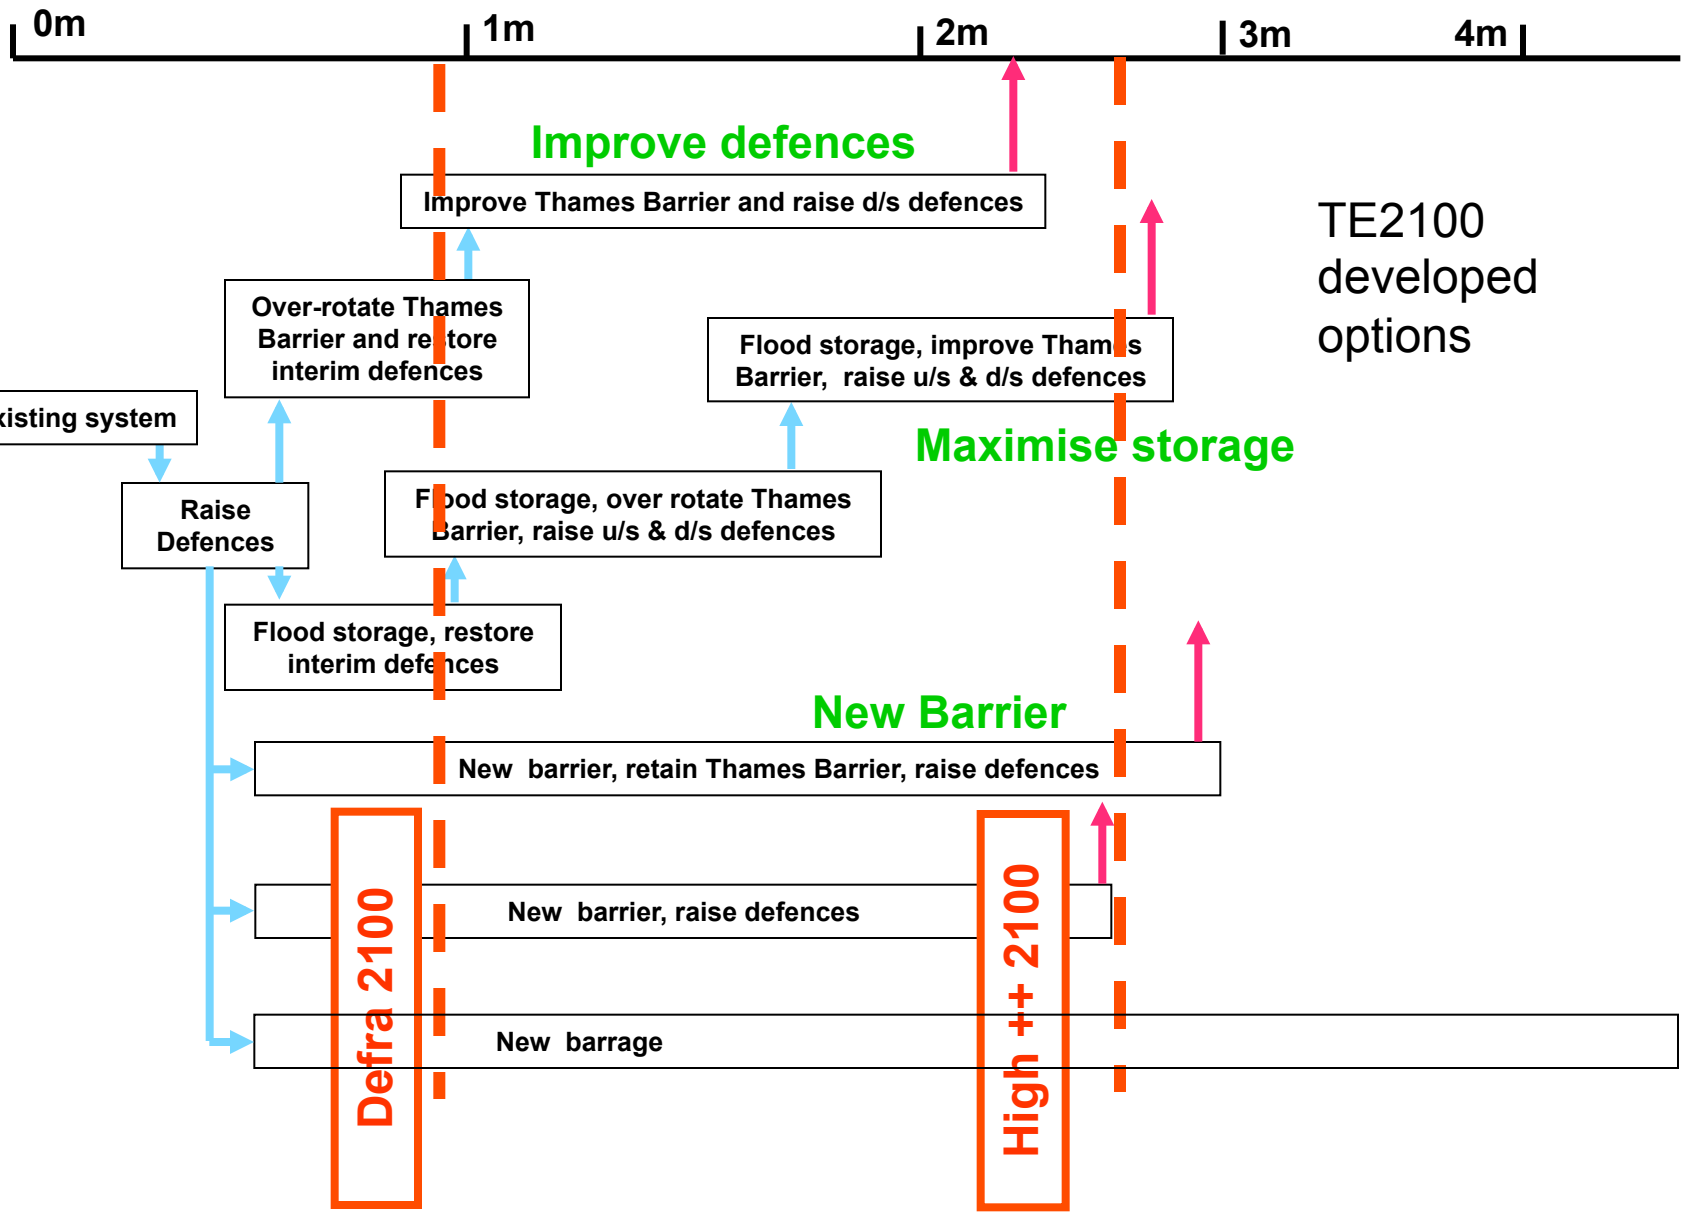 0m
1m
2m
3m
4m
Improve defences
Improve Thames Barrier and raise d/s defences
TE2100
developed
options
Over-rotate Thames
Barrier and restore
interim defences
Flood storage, improve Thames
Barrier, raise u/s & d/s defences
xisting system
Maximise storage
Raise
Defences
Flood storage, over rotate Thames
Barrier, raise u/s & d/s defences
Flood storage, restore
interim defences
New Barrier
New barrier, retain Thames Barrier, raise defences
New barrier, raise defences
New barrage
Defra 2100
High ++ 2100